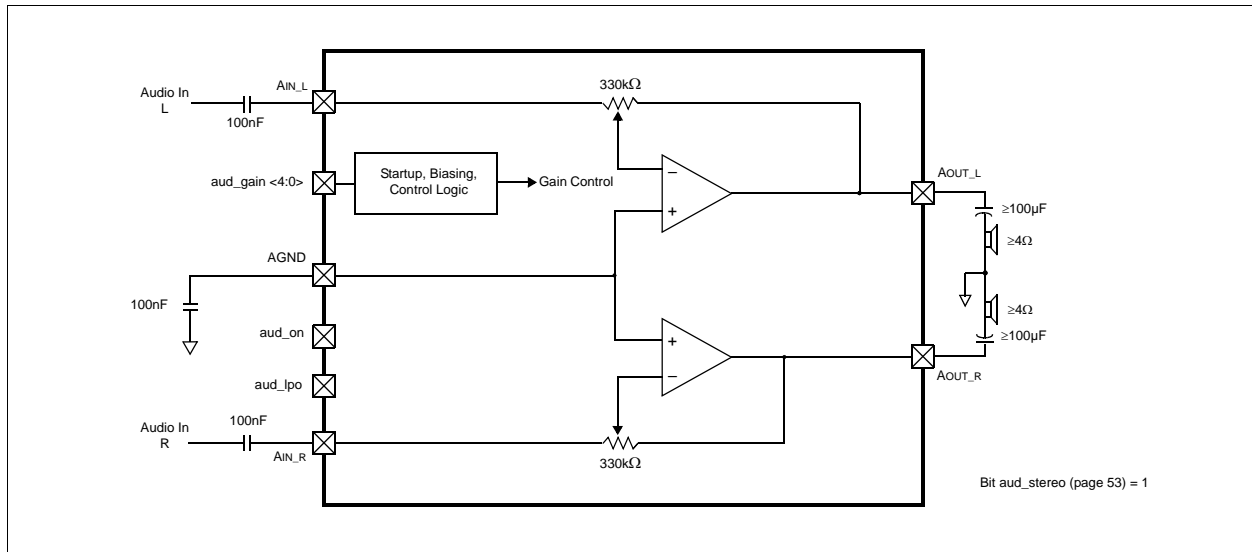 330kΩ
AIN_L
Audio In
L
100nF
aud_gain <4:0>
Startup, Biasing,
Control Logic
Gain Control
−
+
AOUT_L
≥100µF
≥4Ω
AGND
100nF
aud_on
+
−
≥4Ω
≥100µF
AOUT_R
aud_lpo
Audio In
R
100nF
AIN_R
330kΩ
Bit aud_stereo (page 53) = 1